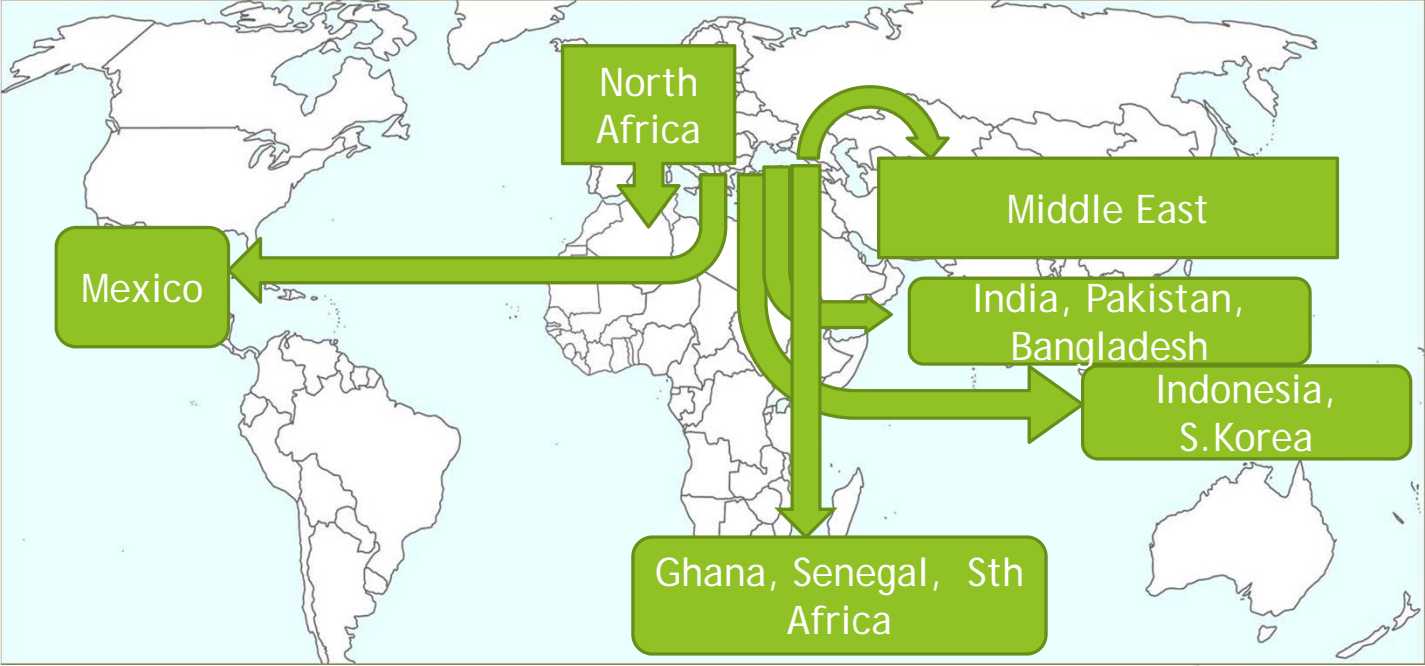 North
Africa
Middle East
Mexico
India, Pakistan,
Bangladesh
Indonesia,
S.Korea
Ghana, Senegal, Sth
Africa